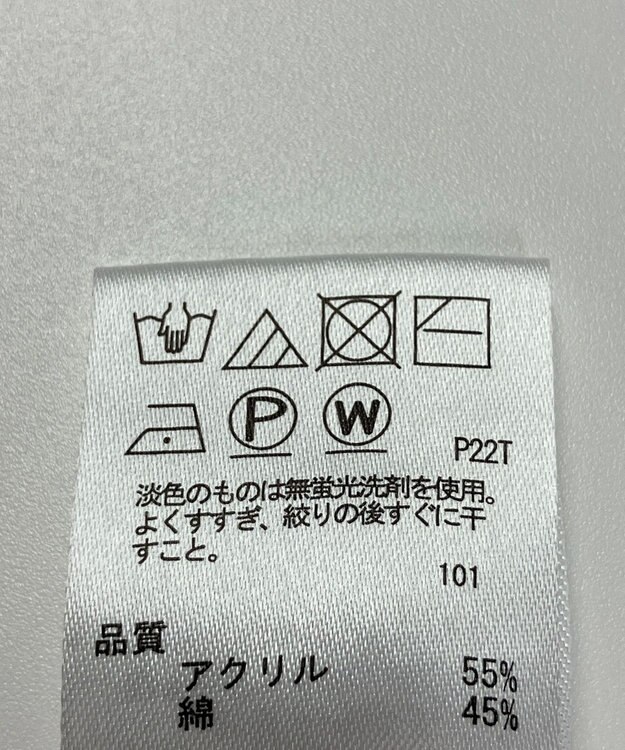 P W
P22T
淡色のものは無蛍光洗剤を使用。
よくすすぎ、絞りの後すぐに干
すこと。
101
品質
アクリル 55%
綿 45%